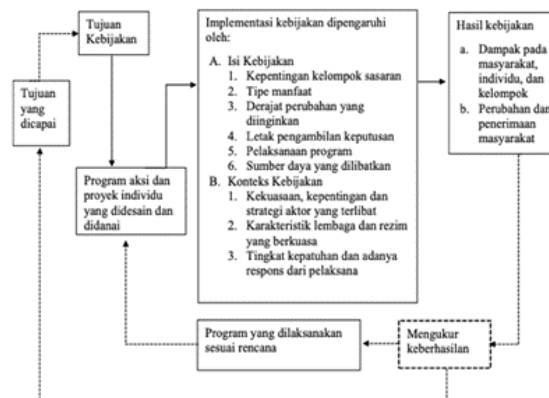 Tujuan
Kebijakan
Tujuan
yang
dicapai
Program aksi dan
proyek individu
yang didesain dan
didanai
Implementasi kebijakan dipengaruhi
oleh:
A. Isi Kebijakan
1. Kepentingan kelompok sasaran
2. Tipe manfaat
3. Derajat perubahan yang
diinginkan
4. Letak pengambilan keputusan
5. Pelaksanaan program
6. Sumber daya yang dilibatkan
B. Konteks Kebijakan
1. Kekuasaan, kepentingan dan
strategi aktor yang terlibat
2. Karakteristik lembaga dan rezim
yang berkuasa
3. Tingkat kepatuhan dan adanya
respons dari pelaksana
Hasil kebijakan
a. Dampak pada
masyarakat,
individu, dan
kelompok
b. Perubahan dan
penerimaan
masyarakat
Program yang dilaksanakan
sesuai rencana
Mengukur
keberhasilan